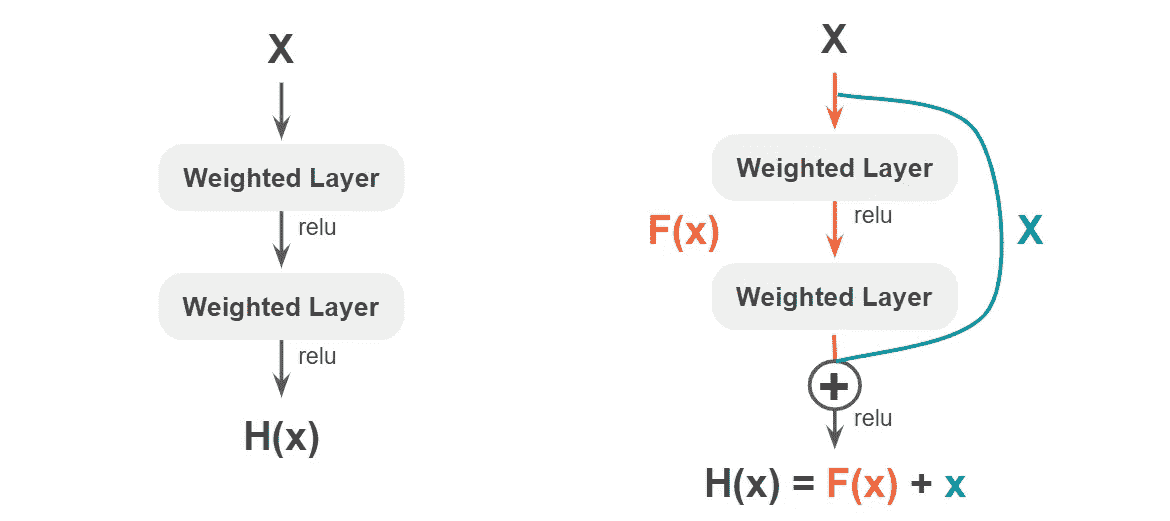 X
Weighted Layer
relu
Weighted Layer
relu
H(x)
X
Weighted Layer
relu
F(x)
X
Weighted Layer
+
relu
H(x) = F(x) + x